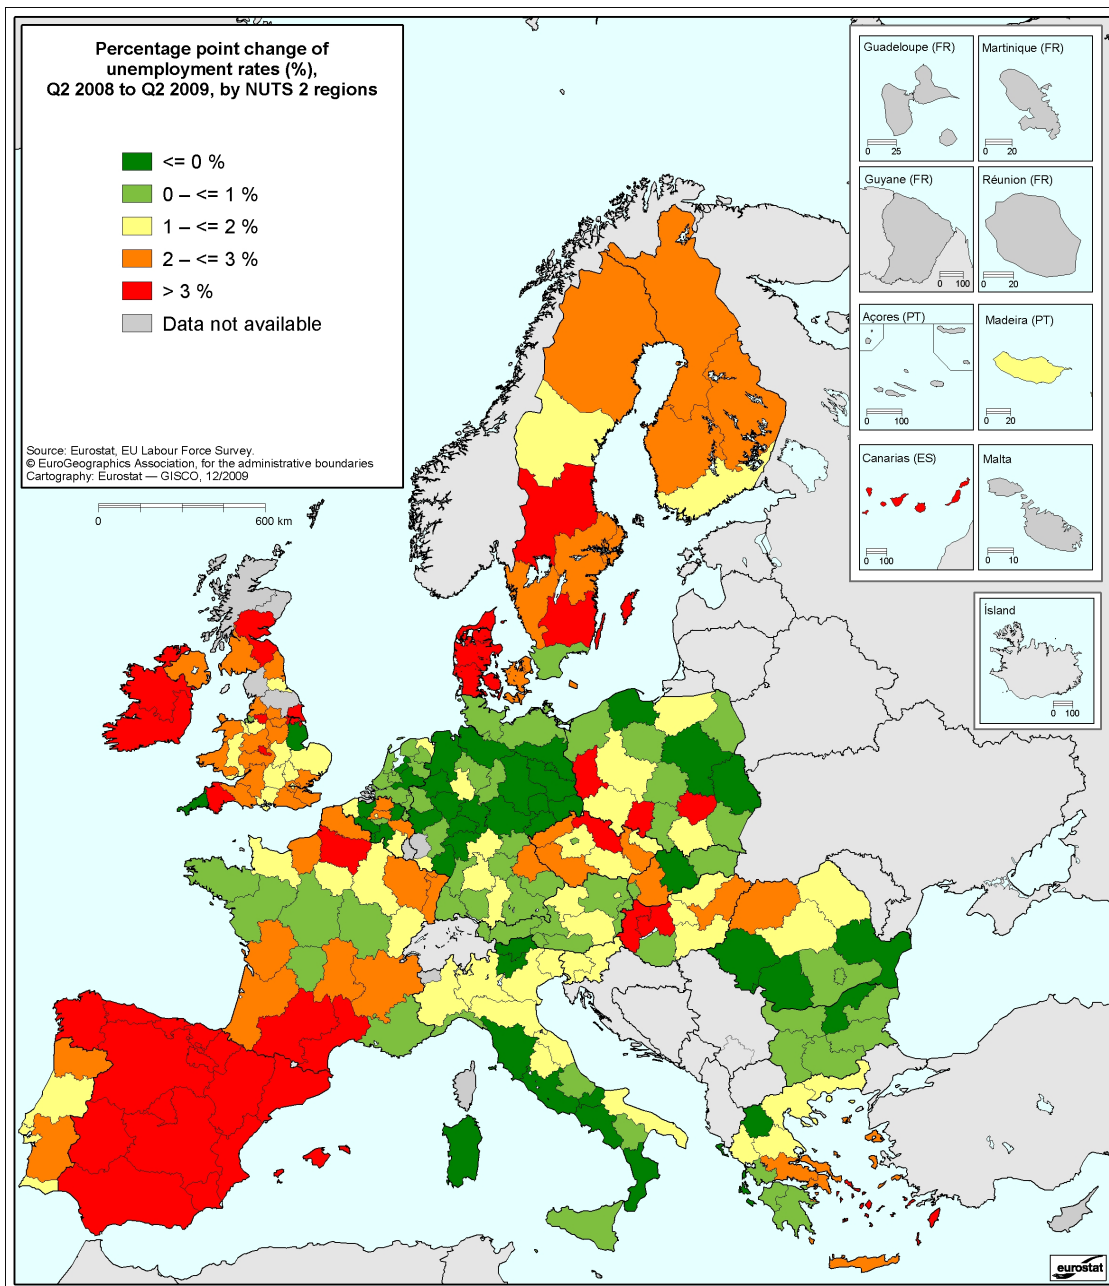 Percentage point change of
unemployment rates (%),
Q2 2008 to Q2 2009, by NUTS 2 regions
<= 0 %
0 – <= 1 %
1 – <= 2 %
2 – <= 3 %
> 3 %
Data not available
Source: Eurostat, EU Labour Force Survey.
© EuroGeographics Association, for the administrative boundaries
Cartography: Eurostat — GISCO, 12/2009
0 600 km
Guadeloupe (FR)
0 25
Martinique (FR)
0 20
Guyane (FR)
0 100
Réunion (FR)
0 20
Açores (PT)
0 100
Madeira (PT)
0 20
Canarias (ES)
0 100
Malta
0 10
Ísland
0 100
eurostat